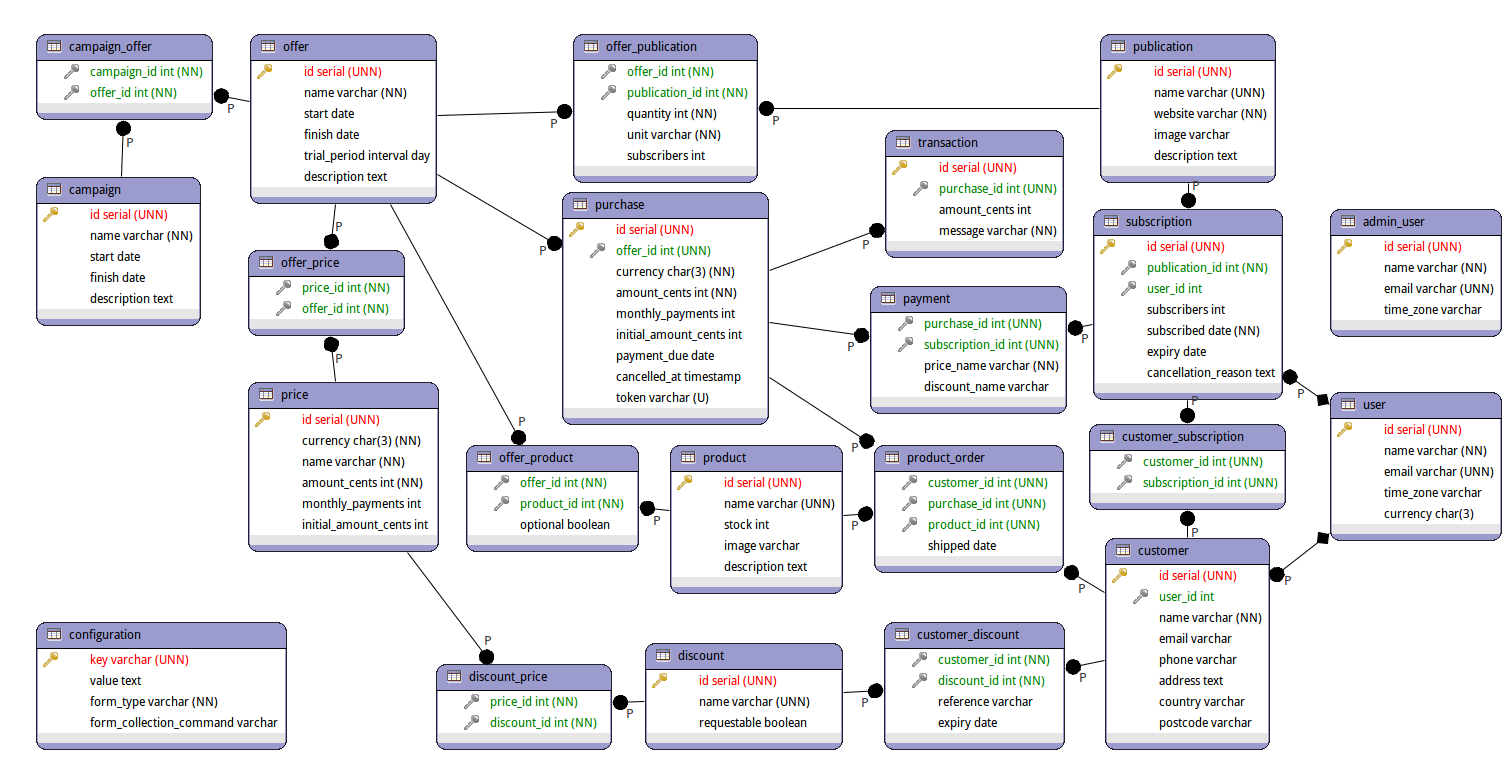 campaign_offer
campaign_id int (NN)
offer_id int (NN)
P
P
offer
id serial (UNN)
name varchar (NN)
start date
finish date
trial_period interval day
description text
P
offer_publication
offer_id int (NN)
publication_id int (NN)
quantity int (NN)
unit varchar (NN)
subscribers int
P
P
publication
id serial (UNN)
name varchar (UNN)
website varchar (NN)
image varchar
description text
P
transaction
id serial (UNN)
purchase_id int (UNN)
amount_cents int
message varchar (NN)
P
campaign
id serial (UNN)
name varchar (NN)
start date
finish date
description text
purchase
id serial (UNN)
offer_id int (UNN)
currency char(3) (NN)
amount_cents int (NN)
monthly_payments int
initial_amount_cents int
payment_due date
cancelled_at timestamp
token varchar (U)
P
subscription
id serial (UNN)
publication_id int (NN)
user_id int
subscribers int
subscribed date (NN)
expiry date
cancellation_reason text
P
P
admin_user
id serial (UNN)
name varchar (NN)
email varchar (UNN)
time_zone varchar
offer_price
price_id int (NN)
offer_id int (NN)
P
payment
purchase_id int (UNN)
subscription_id int (UNN)
price_name varchar (NN)
discount_name varchar
P
P
price
id serial (UNN)
currency char(3) (NN)
name varchar (NN)
amount_cents int (NN)
monthly_payments int
initial_amount_cents int
user
id serial (UNN)
name varchar (NN)
email varchar (UNN)
time_zone varchar
currency char(3)
P
offer_product
offer_id int (NN)
product_id int (NN)
optional boolean
P
product
id serial (UNN)
name varchar (UNN)
stock int
image varchar
description text
P
P
product_order
customer_id int (UNN)
purchase_id int (UNN)
product_id int (UNN)
shipped date
P
customer_subscription
customer_id int (UNN)
subscription_id int (UNN)
P
customer
id serial (UNN)
user_id int
name varchar (NN)
email varchar
phone varchar
address text
country varchar
postcode varchar
P
configuration
key varchar (UNN)
value text
form_type varchar (NN)
form_collection_command varchar
P
discount_price
price_id int (NN)
discount_id int (NN)
P
discount
id serial (UNN)
name varchar (UNN)
requestable boolean
P
customer_discount
customer_id int (NN)
discount_id int (NN)
reference varchar
expiry date
P